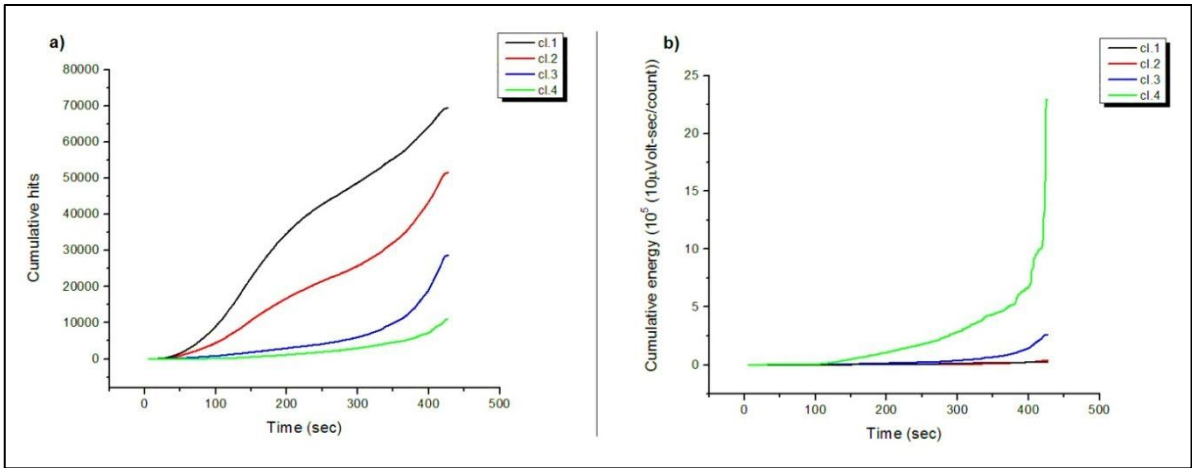 a)
cl.1
cl.2
cl.3
cl.4
80000
70000
60000
50000
40000
30000
20000
10000
0
Cumulative hits
0 100 200 300 400 500
Time (sec)
b)
cl.1
cl.2
cl.3
cl.4
25
20
15
10
5
0
Cumulative energy (10⁵ (10µVolt-sec/count))
0 100 200 300 400 500
Time (sec)